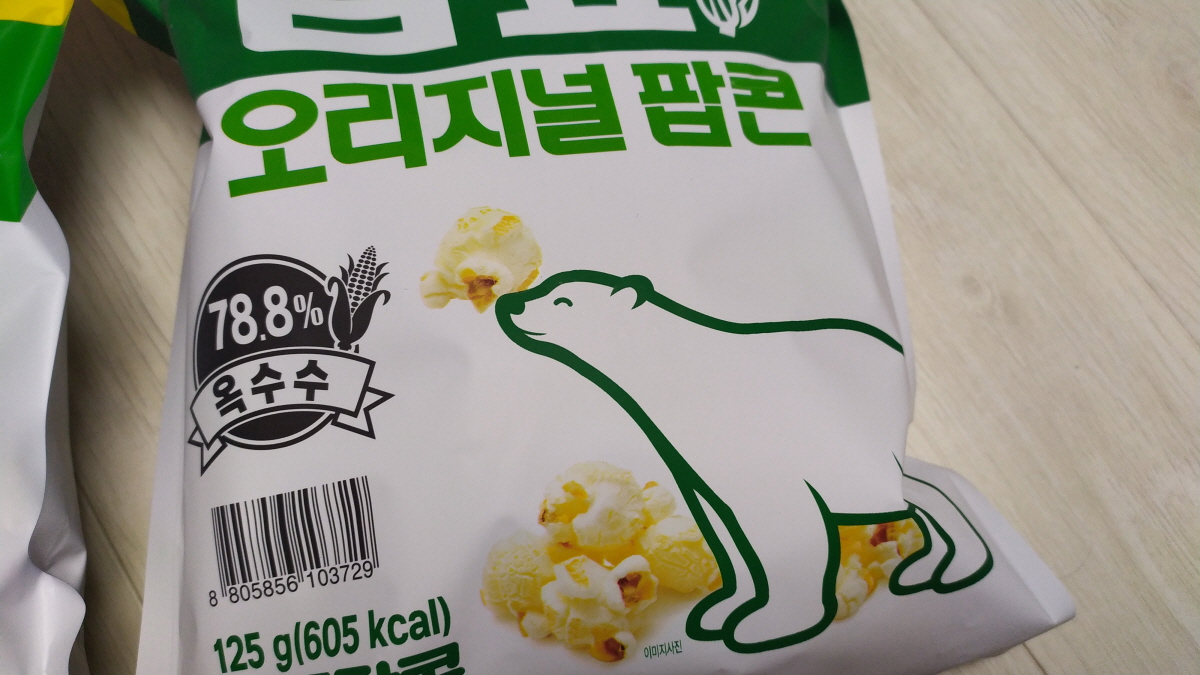 오리지널 팝콘
78.8%
옥수수
8 805856 103729
125 g(605 kcal)
이미지사진